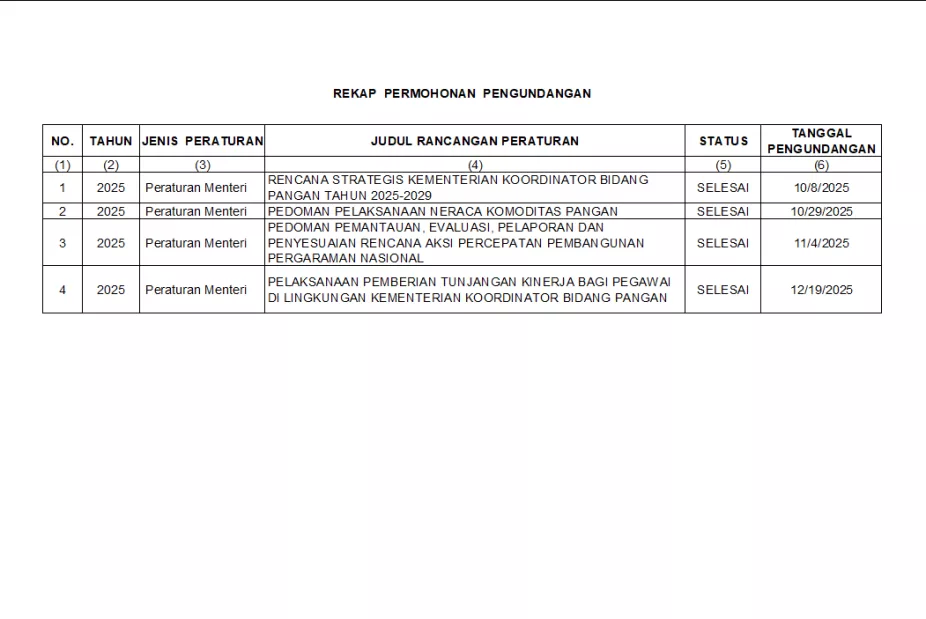 REKAP PERMOHONAN PENGUNDANGAN
NO. TAHUN JENIS PERATURAN JUDUL RANCANGAN PERATURAN STATUS TANGGAL PENGUNDANGAN
(1) (2) (3) (4) (5) (6)
1 2025 Peraturan Menteri RENCANA STRATEGIS KEMENTERIAN KOORDINATOR BIDANG
PANGAN TAHUN 2025-2029 SELESAI 10/8/2025
2 2025 Peraturan Menteri PEDOMAN PELAKSANAAN NERACA KOMODITAS PANGAN SELESAI 10/29/2025
3 2025 Peraturan Menteri PEDOMAN PEMANTAUAN, EVALUASI, PELAPORAN DAN
PENYESUAIAN RENCANA AKSI PERCEPATAN PEMBANGUNAN
PERGARAMAN NASIONAL SELESAI 11/4/2025
4 2025 Peraturan Menteri PELAKSANAAN PEMBERIAN TUNJANGAN KINERJA BAGI PEGAWAI
DI LINGKUNGAN KEMENTERIAN KOORDINATOR BIDANG PANGAN SELESAI 12/19/2025